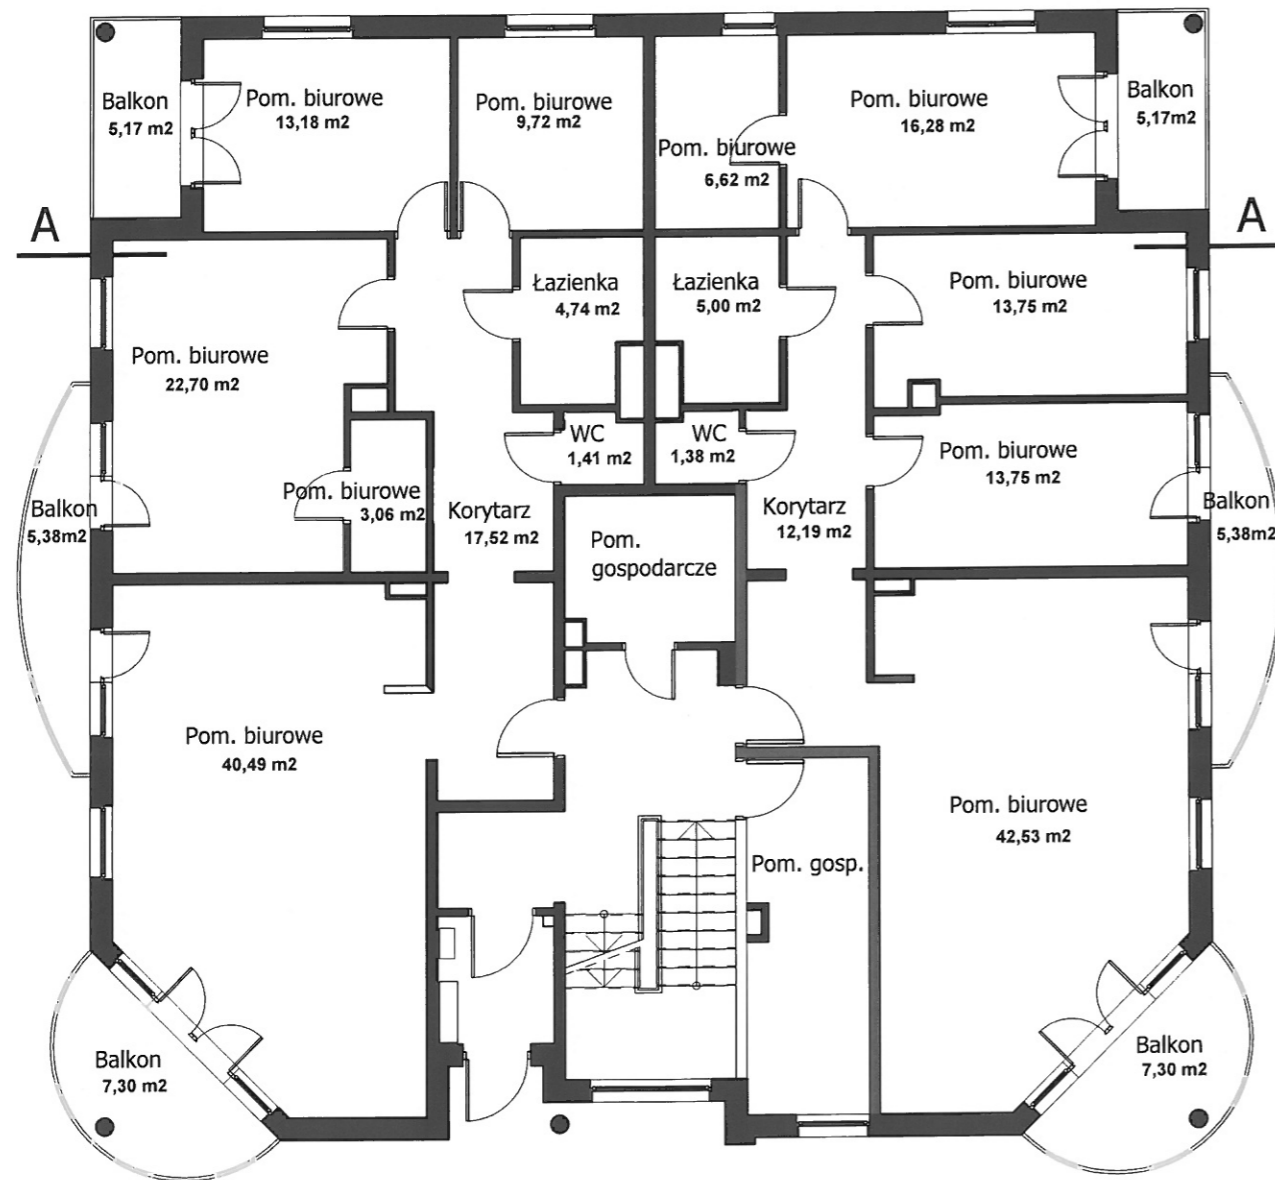 Balkon
5,17 m2
Pom. biurowe
13,18 m2
Pom. biurowe
9,72 m2
Pom. biurowe
6,62 m2
Pom. biurowe
16,28 m2
Balkon
5,17m2
A
A
Pom. biurowe
22,70 m2
Łazienka
4,74 m2
Łazienka
5,00 m2
Pom. biurowe
13,75 m2
WC
1,41 m2
WC
1,38 m2
Pom. biurowe
13,75 m2
Balkon
5,38m2
Pom. biurowe
3,06 m2
Korytarz
17,52 m2
Pom.
gospodarcze
Korytarz
12,19 m2
Balkon
5,38m2
Pom. biurowe
40,49 m2
Pom. biurowe
42,53 m2
Pom. gosp.
Balkon
7,30 m2
Balkon
7,30 m2